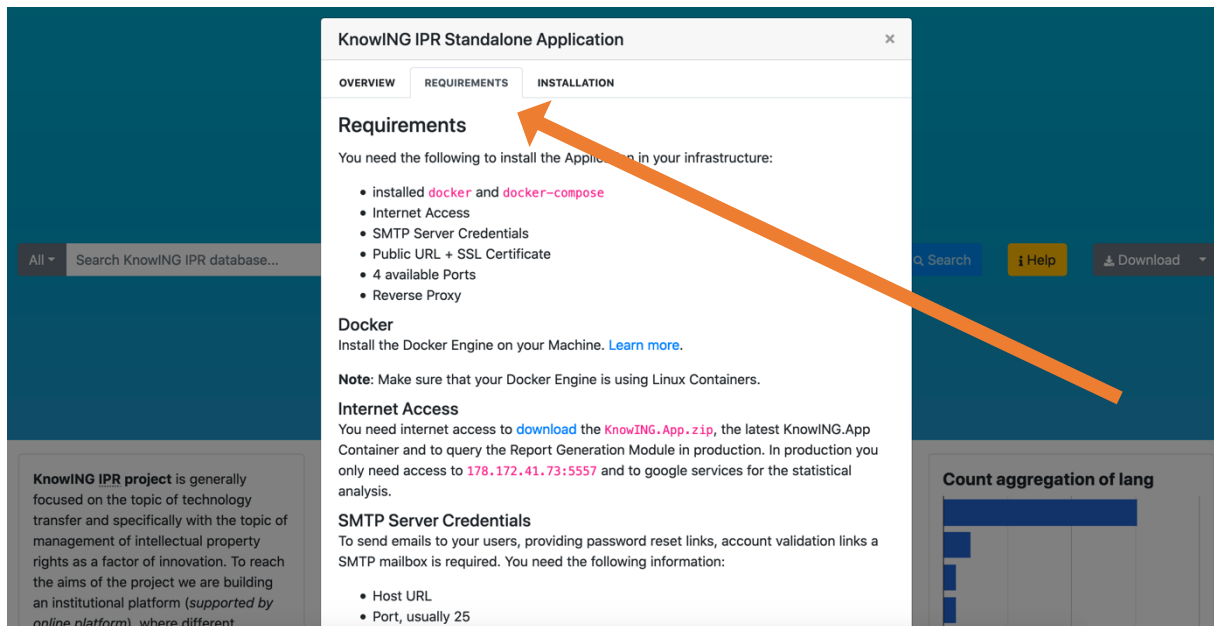 KnowING IPR Standalone Application ×
OVERVIEW REQUIREMENTS INSTALLATION
Requirements
You need the following to install the Application in your infrastructure:
• installed docker and docker-compose
• Internet Access
• SMTP Server Credentials
• Public URL + SSL Certificate
• 4 available Ports
• Reverse Proxy
All Search KnowING IPR database...
Search
i Help
Download
Docker
Install the Docker Engine on your Machine. Learn more.
Note: Make sure that your Docker Engine is using Linux Containers.
Internet Access
You need internet access to download the KnowING.App.zip, the latest KnowING.App
Container and to query the Report Generation Module in production. In production you
only need access to 178.172.41.73:5557 and to google services for the statistical
analysis.
SMTP Server Credentials
To send emails to your users, providing password reset links, account validation links a
SMTP mailbox is required. You need the following information:
• Host URL
• Port, usually 25
KnowING IPR project is generally
focused on the topic of technology
transfer and specifically with the topic of
management of intellectual property
rights as a factor of innovation. To reach
the aims of the project we are building
an institutional platform (supported by
online platform), where different
Count aggregation of lang